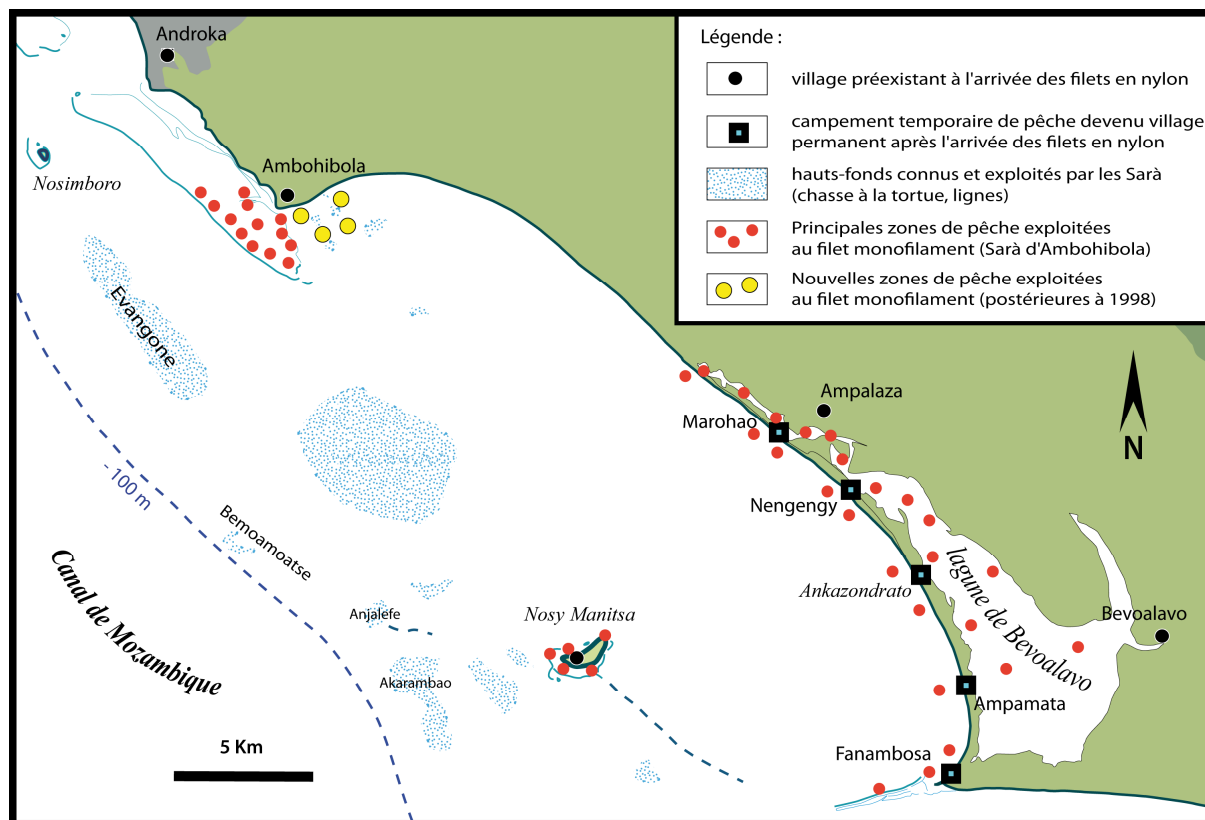 Androka
Légende :
village préexistant à l'arrivée des filets en nylon
campement temporaire de pêche devenu village
permanent après l'arrivée des filets en nylon
hauts-fonds connus et exploités par les Sarà
(chasse à la tortue, lignes)
Principales zones de pêche exploitées
au filet monofilament (Sarà d'Ambohibola)
Nouvelles zones de pêche exploitées
au filet monofilament (postérieures à 1998)
Ambohibola
Nosimboro
Evangone
Ampalaza
Marohao
N
- 100 m
Nengengy
Bemoamoatse
Canal de Mozambique
Ankazondrato
lagune de Bevoalavo
Anjalefe
Nosy Manitsa
Bevoalavo
Akarambao
Ampamata
5 Km
Fanambosa